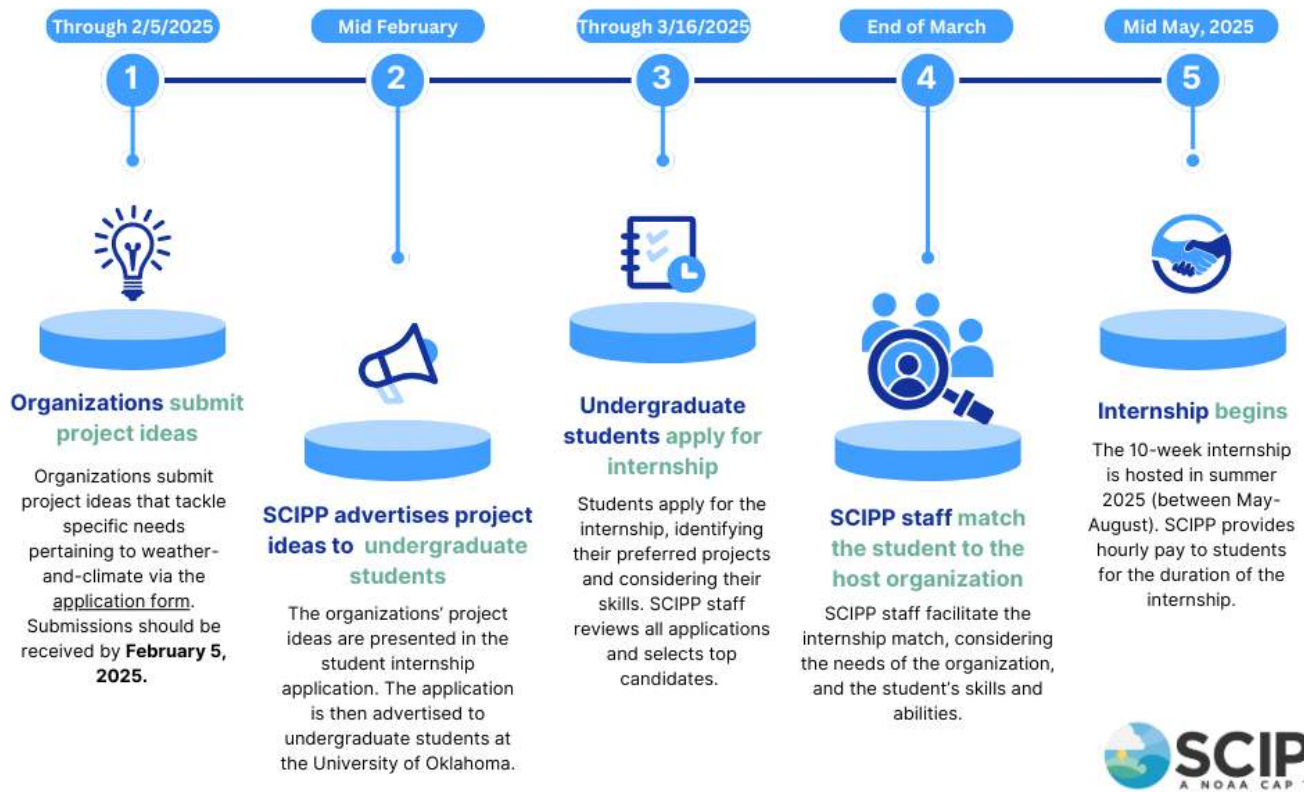 Through 2/5/2025
Mid February
Through 3/16/2025
End of March
Mid May, 2025
1
2
3
4
5
Organizations submit
project ideas
Organizations submit
project ideas that tackle
specific needs
pertaining to weather-
and-climate via the
application form.
Submissions should be
received by February 5,
2025.
SCIPP advertises project
ideas to undergraduate
students
The organizations' project
ideas are presented in the
student internship
application. The application
is then advertised to
undergraduate students at
the University of Oklahoma.
Undergraduate
students apply for
internship
Students apply for the
internship, identifying
their preferred projects
and considering their
skills. SCIPP staff
reviews all applications
and selects top
candidates.
SCIPP staff match
the student to the
host organization
SCIPP staff facilitate the
internship match, considering
the needs of the organization,
and the student's skills and
abilities.
Internship begins
The 10-week internship
is hosted in summer
2025 (between May-
August). SCIPP provides
hourly pay to students
for the duration of the
internship.
SCIP
A NOAA CAP